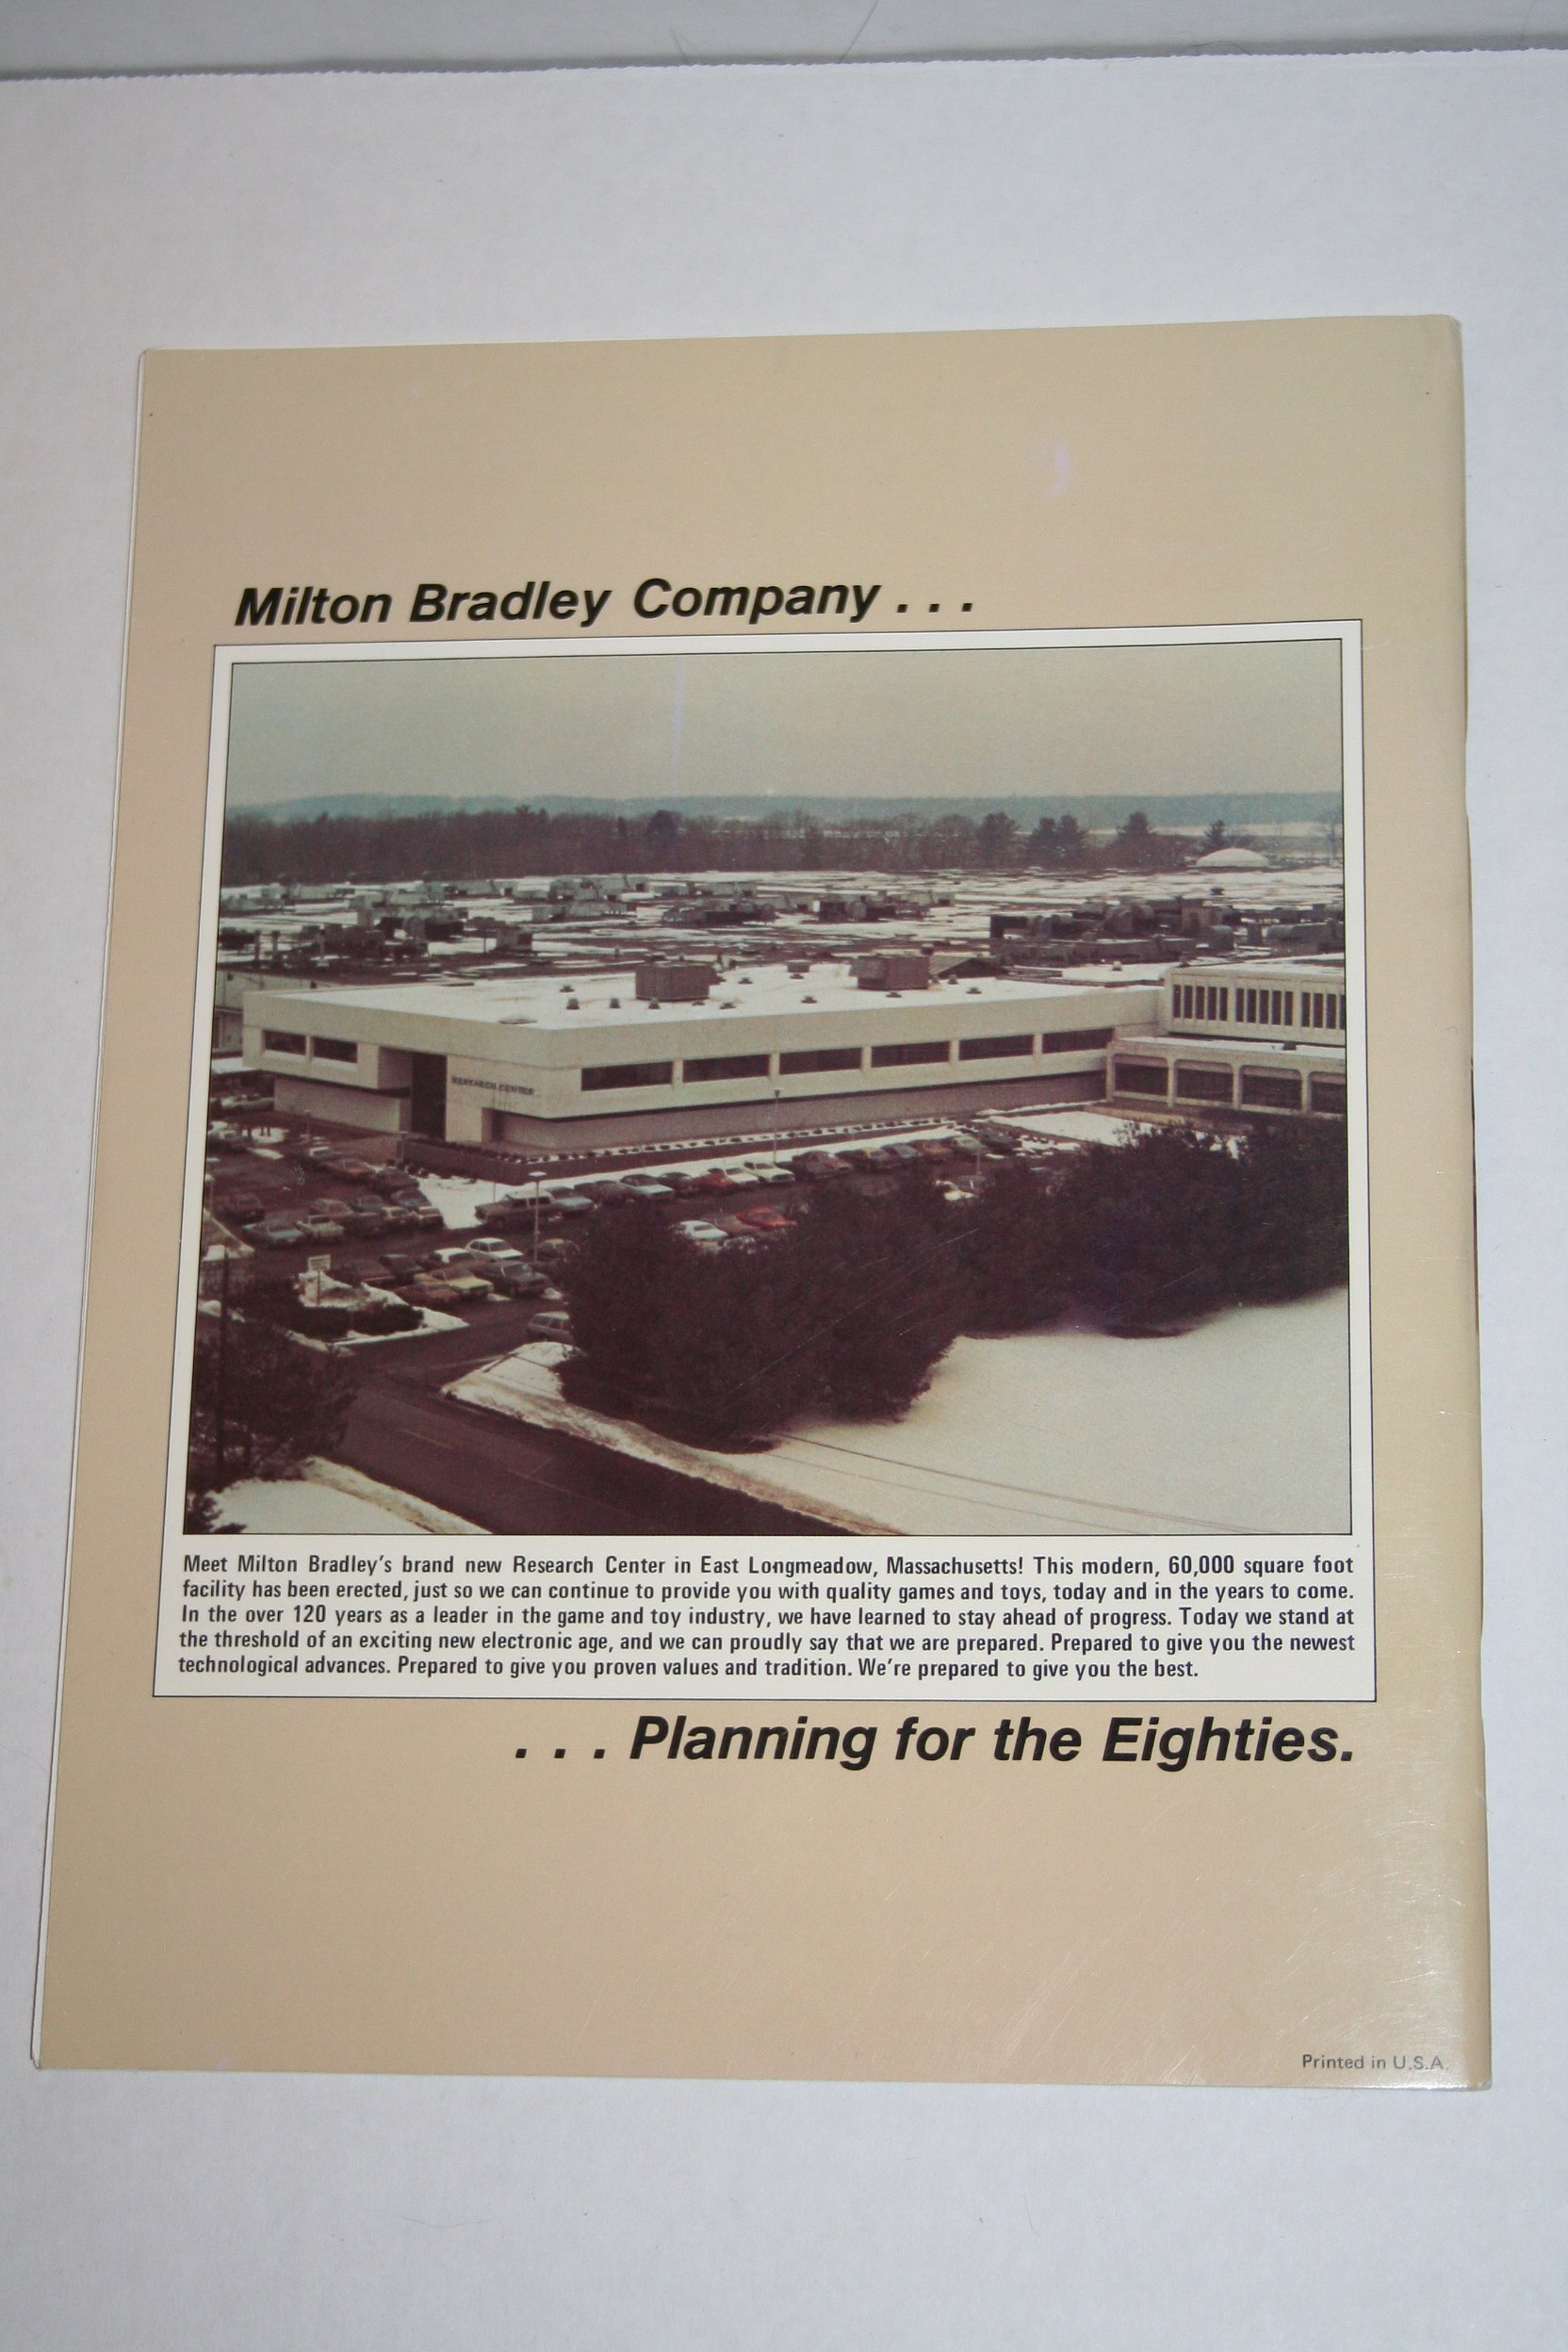 Milton Bradley Company . . .
RESEARCH CENTER
Meet Milton Bradley's brand new Research Center in East Longmeadow, Massachusetts! This modern, 60,000 square foot
facility has been erected, just so we can continue to provide you with quality games and toys, today and in the years to come.
In the over 120 years as a leader in the game and toy industry, we have learned to stay ahead of progress. Today we stand at
the threshold of an exciting new electronic age, and we can proudly say that we are prepared. Prepared to give you the newest
technological advances. Prepared to give you proven values and tradition. We're prepared to give you the best.
. . . Planning for the Eighties.
Printed in U.S.A.